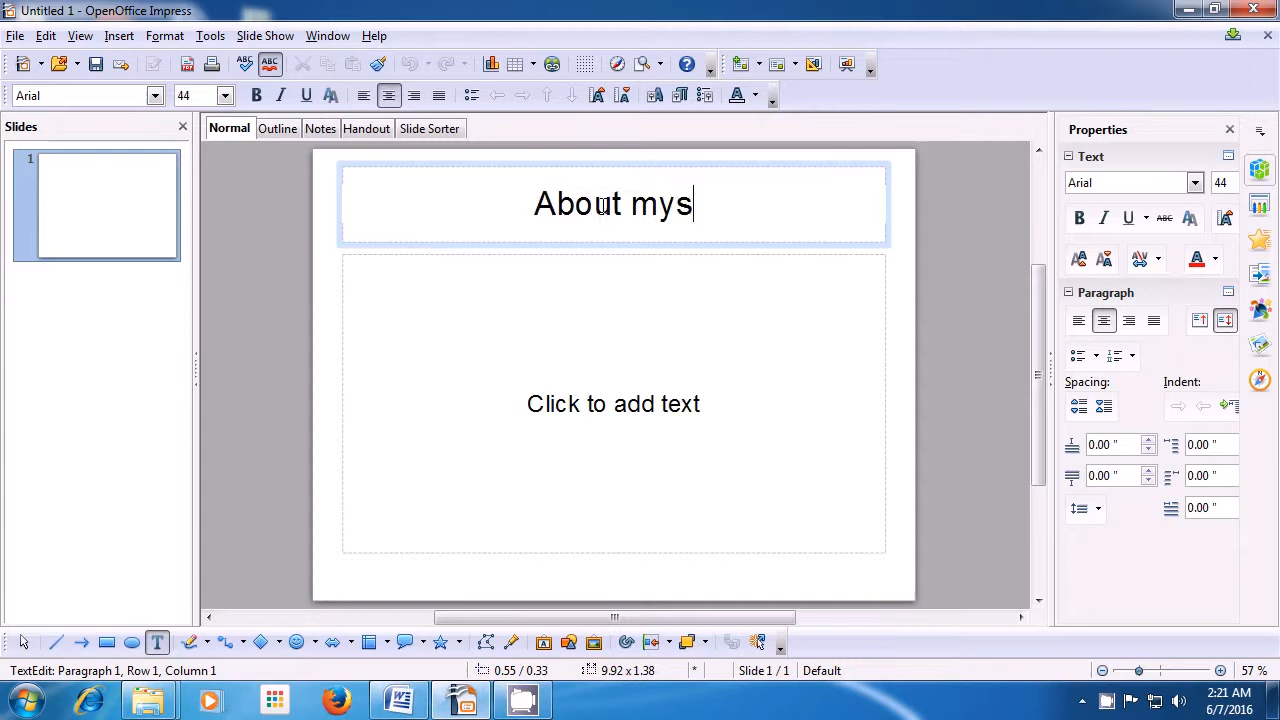 Untitled 1 - OpenOffice Impress
File Edit View Insert Format Tools Slide Show Window Help
Arial 44
Slides
Normal Outline Notes Handout Slide Sorter
Properties
1
About mys
Click to add text
Text
Arial 44
Paragraph
Spacing: Indent:
0.00 " 0.00 "
0.00 " 0.00 "
0.00 "
TextEdit: Paragraph 1, Row 1, Column 1 0.55 / 0.33 9.92 x 1.38 * Slide 1 / 1 Default 57 %
2:21 AM
6/7/2016